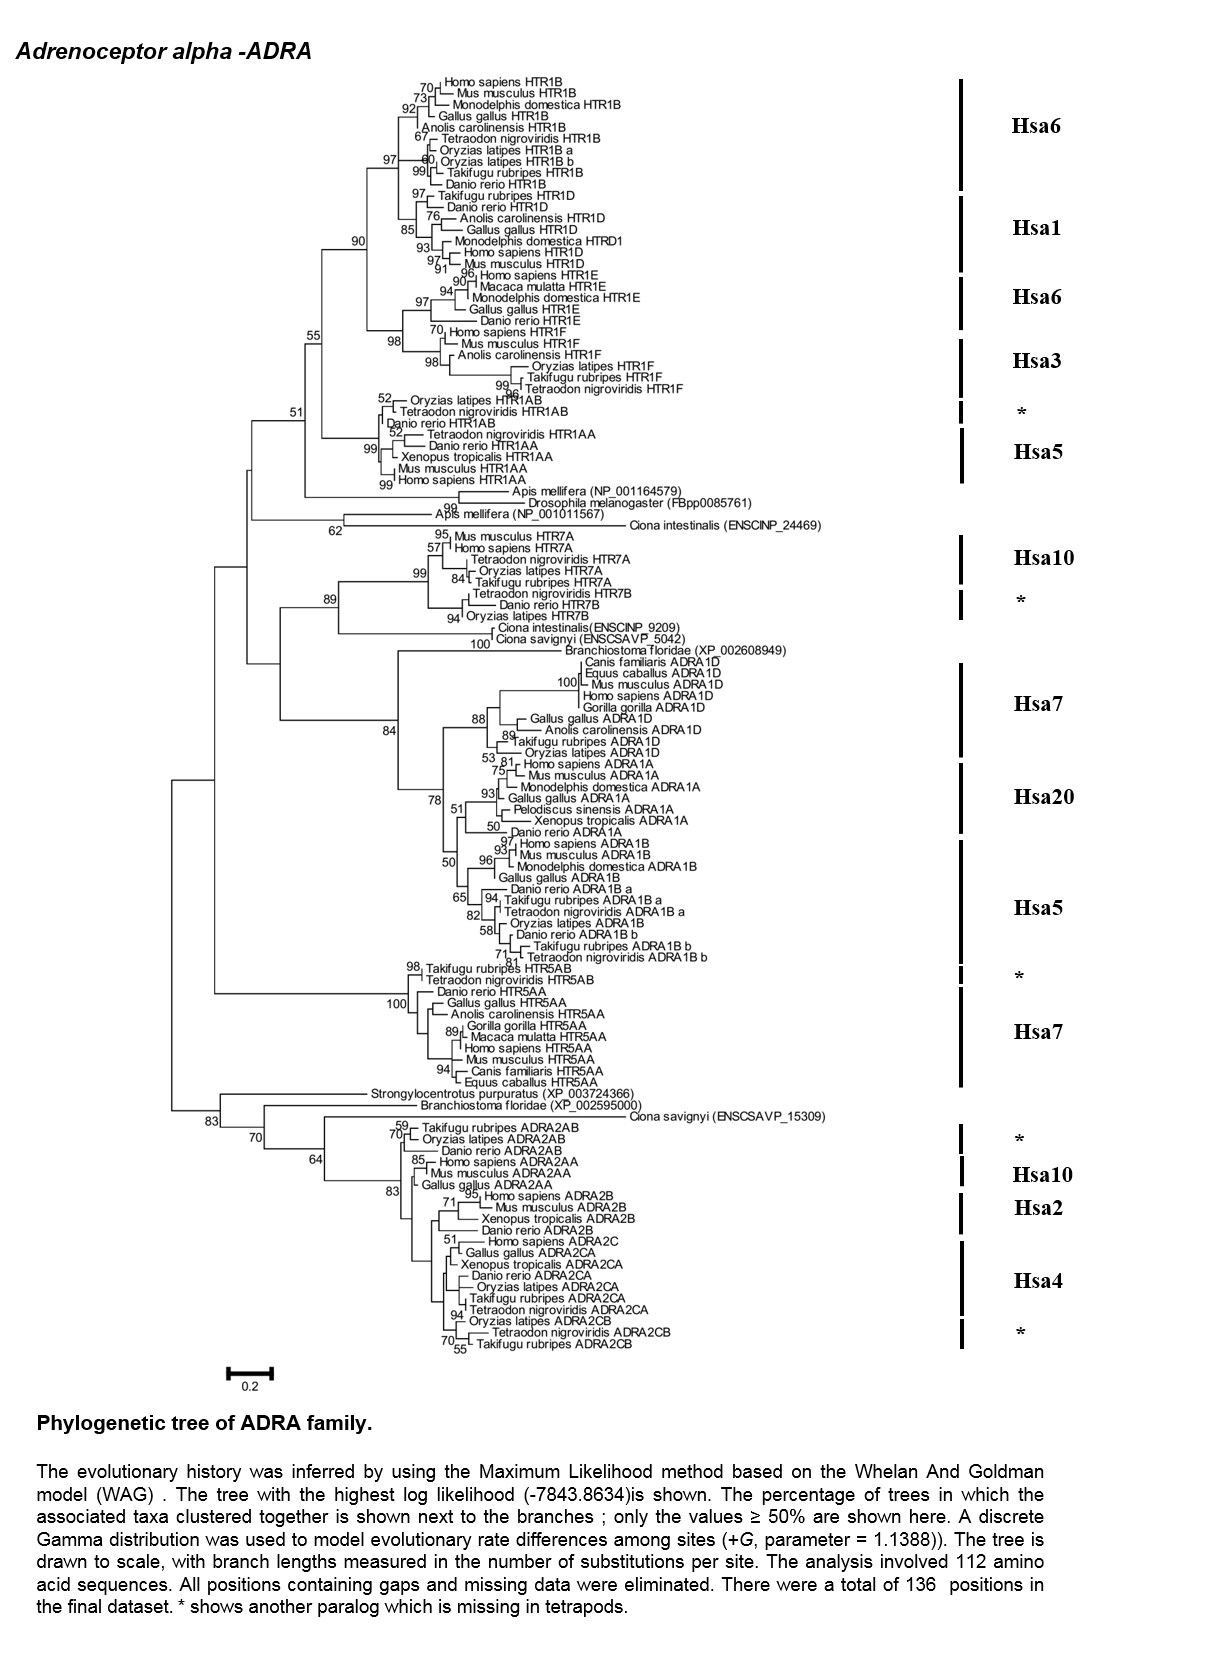 Adrenoceptor alpha -ADRA
70 Homo sapiens HTR1B
73 Mus musculus HTR1B
92 Monodelphis domestica HTR1B
Gallus gallus HTR1B
Anolis carolinensis HTR1B
Hsa6
67 Tetraodon nigroviridis HTR1B
Oryzias latipes HTR1B a
97 60 Oryzias latipes HTR1B b
99 Takifugu rubripes HTR1B
Danio rerio HTR1B
97 Takifugu rubripes HTR1D
Danio rerio HTR1D
76 Anolis carolinensis HTR1D
85 Gallus gallus HTR1D
Hsa1
90 93 Monodelphis domestica HTRD1
97 Homo sapiens HTR1D
91 Mus musculus HTR1D
96 Homo sapiens HTR1E
90 Macaca mulatta HTR1E
94 Monodelphis domestica HTR1E
Hsa6
97 Gallus gallus HTR1E
Danio rerio HTR1E
70 Homo sapiens HTR1F
55 98 Mus musculus HTR1F
98 Anolis carolinensis HTR1F
Hsa3
Oryzias latipes HTR1F
99 Takifugu rubripes HTR1F
96 Tetraodon nigroviridis HTR1F
52 Oryzias latipes HTR1AB
51 Tetraodon nigroviridis HTR1AB
*
Danio rerio HTR1AB
52 Tetraodon nigroviridis HTR1AA
99 Danio rerio HTR1AA
Hsa5
Xenopus tropicalis HTR1AA
Mus musculus HTR1AA
99 Homo sapiens HTR1AA
Apis mellifera (NP_001164579)
99 Drosophila melanogaster (FBpp0085761)
Apis mellifera (NP_001011567)
62 Ciona intestinalis (ENSCINP_24469)
95 Mus musculus HTR7A
57 Homo sapiens HTR7A
Tetraodon nigroviridis HTR7A
Hsa10
99 Oryzias latipes HTR7A
84 Takifugu rubripes HTR7A
89 Tetraodon nigroviridis HTR7B
Danio rerio HTR7B
*
94 Oryzias latipes HTR7B
Ciona intestinalis(ENSCINP_9209)
100 Ciona savignyi (ENSCSAVP_5042)
Branchiostoma floridae (XP_002608949)
Canis familiaris ADRA1D
Equus caballus ADRA1D
100 Mus musculus ADRA1D
Homo sapiens ADRA1D
Hsa7
Gorilla gorilla ADRA1D
88 Gallus gallus ADRA1D
84 Anolis carolinensis ADRA1D
89 Takifugu rubripes ADRA1D
53 Oryzias latipes ADRA1D
81 Homo sapiens ADRA1A
75 Mus musculus ADRA1A
Monodelphis domestica ADRA1A
93 Gallus gallus ADRA1A
Hsa20
78 51 Pelodiscus sinensis ADRA1A
Xenopus tropicalis ADRA1A
50 Danio rerio ADRA1A
97 Homo sapiens ADRA1B
93 Mus musculus ADRA1B
50 96 Monodelphis domestica ADRA1B
Gallus gallus ADRA1B
Danio rerio ADRA1B a
65 94 Takifugu rubripes ADRA1B a
82 Tetraodon nigroviridis ADRA1B a
Hsa5
58 Oryzias latipes ADRA1B
Danio rerio ADRA1B b
71 Takifugu rubripes ADRA1B b
81 Tetraodon nigroviridis ADRA1B b
98 Takifugu rubripes HTR5AB
Tetraodon nigroviridis HTR5AB
*
100 Danio rerio HTR5AA
Gallus gallus HTR5AA
Anolis carolinensis HTR5AA
89 Gorilla gorilla HTR5AA
Macaca mulatta HTR5AA
Hsa7
Homo sapiens HTR5AA
Mus musculus HTR5AA
94 Canis familiaris HTR5AA
Equus caballus HTR5AA
Strongylocentrotus purpuratus (XP_003724366)
Branchiostoma floridae (XP_002595000)
83 Ciona savignyi (ENSCSAVP_15309)
59 Takifugu rubripes ADRA2AB
70 70 Oryzias latipes ADRA2AB
*
Danio rerio ADRA2AB
64 85 Homo sapiens ADRA2AA
Mus musculus ADRA2AA
Hsa10
83 Gallus gallus ADRA2AA
95 Homo sapiens ADRA2B
71 Mus musculus ADRA2B
Hsa2
Xenopus tropicalis ADRA2B
Danio rerio ADRA2B
51 Homo sapiens ADRA2C
Gallus gallus ADRA2CA
Xenopus tropicalis ADRA2CA
Danio rerio ADRA2CA
Hsa4
Oryzias latipes ADRA2CA
Takifugu rubripes ADRA2CA
94 Tetraodon nigroviridis ADRA2CA
Oryzias latipes ADRA2CB
70 Tetraodon nigroviridis ADRA2CB
*
55 Takifugu rubripes ADRA2CB
0.2
Phylogenetic tree of ADRA family.
The evolutionary history was inferred by using the Maximum Likelihood method based on the Whelan And Goldman
model (WAG) . The tree with the highest log likelihood (-7843.8634)is shown. The percentage of trees in which the
associated taxa clustered together is shown next to the branches ; only the values ≥ 50% are shown here. A discrete
Gamma distribution was used to model evolutionary rate differences among sites (+G, parameter = 1.1388)). The tree is
drawn to scale, with branch lengths measured in the number of substitutions per site. The analysis involved 112 amino
acid sequences. All positions containing gaps and missing data were eliminated. There were a total of 136 positions in
the final dataset. * shows another paralog which is missing in tetrapods.